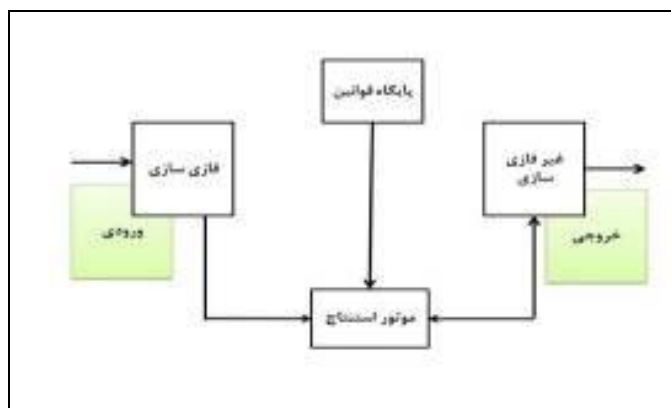 پایگاه قوانین
فازی سازی
غیر فازی
سازی
ورودی
خروجی
موتور استنتاج